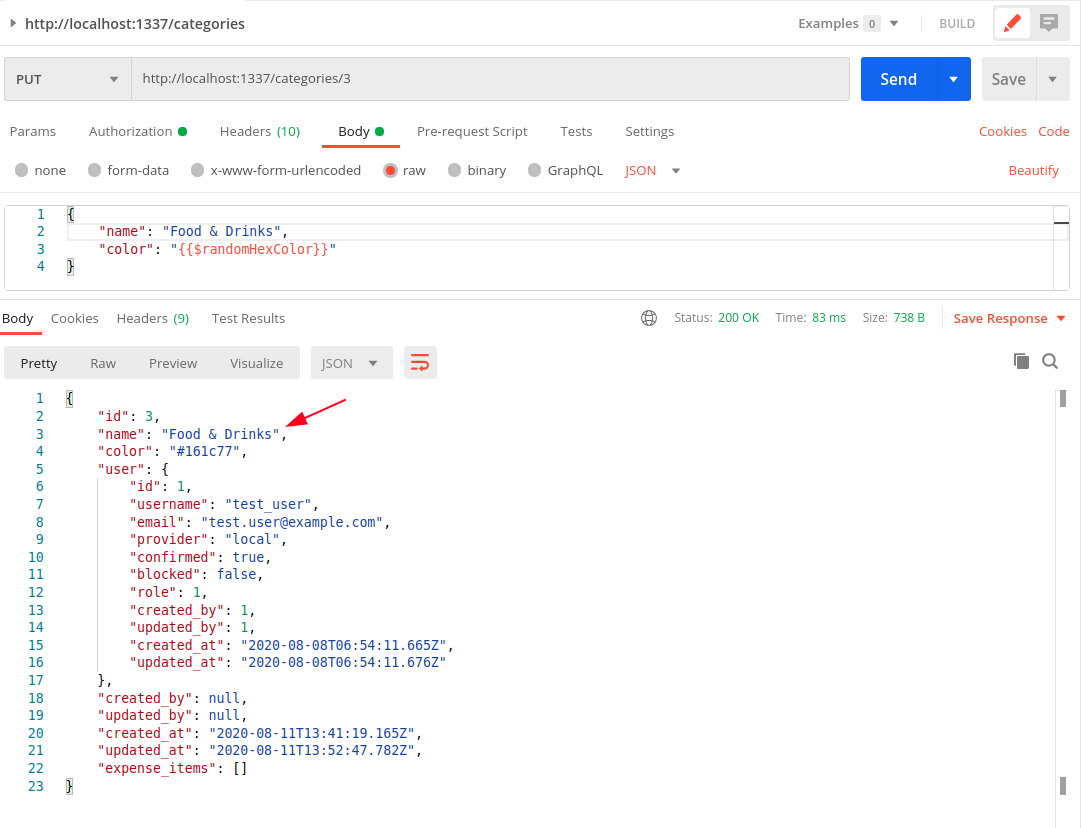 http://localhost:1337/categories Examples 0 BUILD
PUT http://localhost:1337/categories/3 Send Save
Params Authorization Headers (10) Body Pre-request Script Tests Settings Cookies Code
none form-data x-www-form-urlencoded raw binary GraphQL JSON Beautify
1 {
2 "name": "Food & Drinks",
3 "color": "{{$randomHexColor}}"
4 }
Body Cookies Headers (9) Test Results Status: 200 OK Time: 83 ms Size: 738 B Save Response
Pretty Raw Preview Visualize JSON
1 {
2 "id": 3,
3 "name": "Food & Drinks",
4 "color": "#161c77",
5 "user": {
6 "id": 1,
7 "username": "test_user",
8 "email": "test.user@example.com",
9 "provider": "local",
10 "confirmed": true,
11 "blocked": false,
12 "role": 1,
13 "created_by": 1,
14 "updated_by": 1,
15 "created_at": "2020-08-08T06:54:11.665Z",
16 "updated_at": "2020-08-08T06:54:11.676Z"
17 },
18 "created_by": null,
19 "updated_by": null,
20 "created_at": "2020-08-11T13:41:19.165Z",
21 "updated_at": "2020-08-11T13:52:47.782Z",
22 "expense_items": []
23 }